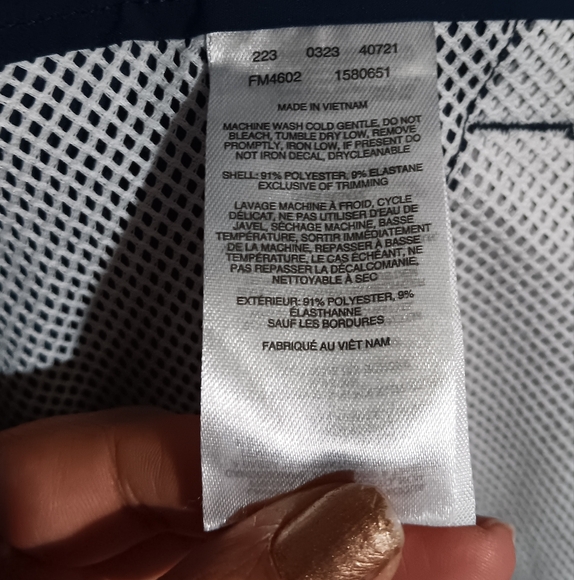 223 0323 40721
FM4602 1580651
MADE IN VIETNAM
MACHINE WASH COLD GENTLE, DO NOT
BLEACH, TUMBLE DRY LOW, REMOVE
PROMPTLY, IRON LOW, IF PRESENT DO
NOT IRON DECAL, DRYCLEANABLE
SHELL: 91% POLYESTER, 9% ELASTANE
EXCLUSIVE OF TRIMMING
LAVAGE MACHINE À FROID, CYCLE
DÉLICAT, NE PAS UTILISER D'EAU DE
JAVEL, SÉCHAGE MACHINE, BASSE
TEMPÉRATURE, SORTIR IMMÉDIATEMENT
DE LA MACHINE, REPASSER À BASSE
TEMPÉRATURE, LE CAS ÉCHÉANT, NE
PAS REPASSER LA DÉCALCOMANIE,
NETTOYABLE À SEC
EXTÉRIEUR: 91% POLYESTER, 9%
ÉLASTHANNE
SAUF LES BORDURES
FABRIQUÉ AU VIÊT NAM